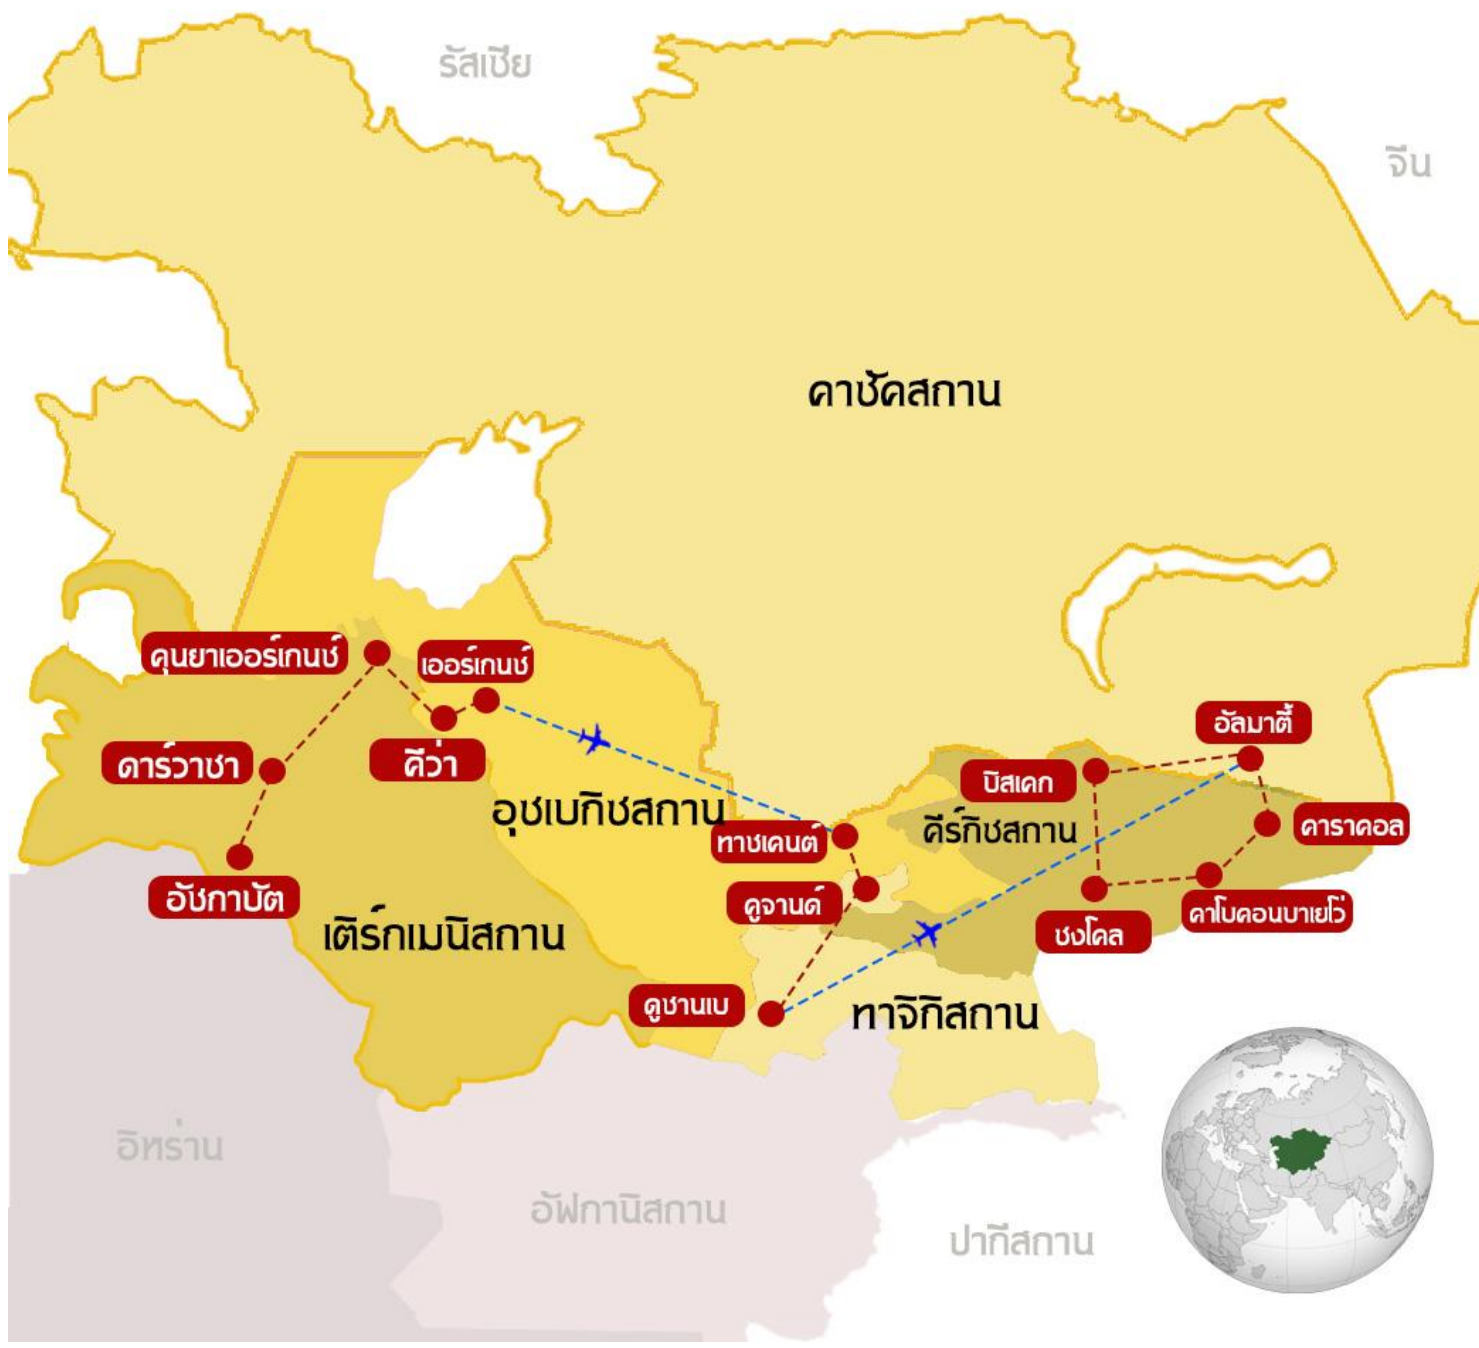 รัสเซีย
จีน
คาซัคสถาน
คุนยาเออร์เกนซ์
เออร์เกนซ์
คีว่า
ดาร์วาซา
อัชกาบัต
อุซเบกิซสถาน
เติร์กเมนิสถาน
ทาชเคนต์
คูจานด์
ดูชานเบ
ทาจิกิสถาน
คีร์กิซสถาน
บิสเคก
อัลมาตี้
คาราคอล
คาโบคอนบาเยโว่
ซงโคล
อิหร่าน
อัฟกานิสถาน
ปากีสถาน